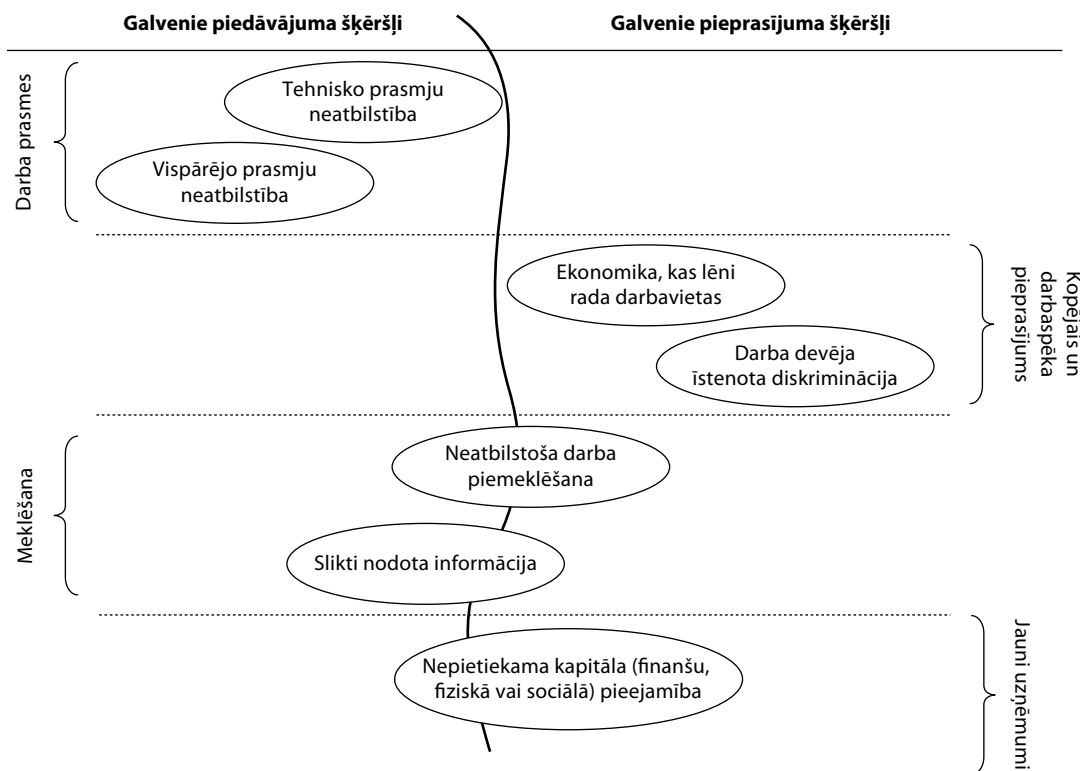 Galvenie piedāvājuma šķēršļi
Galvenie pieprasījuma šķēršļi
Darba prasmes
Tehnisko prasmju
neatbilstība
Vispārējo prasmju
neatbilstība
Ekonomika, kas lēni
rada darbavietas
Darba devēja
īstenota diskriminācija
Kopējais un
darbaspēka
pieprasījums
Meklēšana
Neatbilstoša darba
piemeklēšana
Slikti nodota informācija
Nepietiekama kapitāla (finanšu,
fiziskā vai sociālā) pieejamība
Jauni uzņēmumi